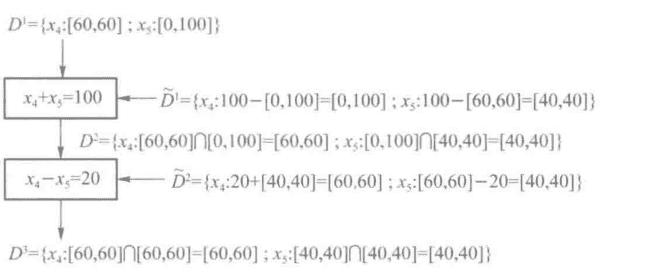 D¹={x₄:[60,60] ; x₅:[0,100]}
x₄+x₅=100
D̃¹={x₄:100−[0,100]=[0,100] ; x₅:100−[60,60]=[40,40]}
D²={x₄:[60,60]⋂[0,100]=[60,60] ; x₅:[0,100]⋂[40,40]=[40,40]}
x₄−x₅=20
D̃²={x₄:20+[40,40]=[60,60] ; x₅:[60,60]−20=[40,40]}
D³={x₄:[60,60]⋂[60,60]=[60,60] ; x₅:[40,40]⋂[40,40]=[40,40]}